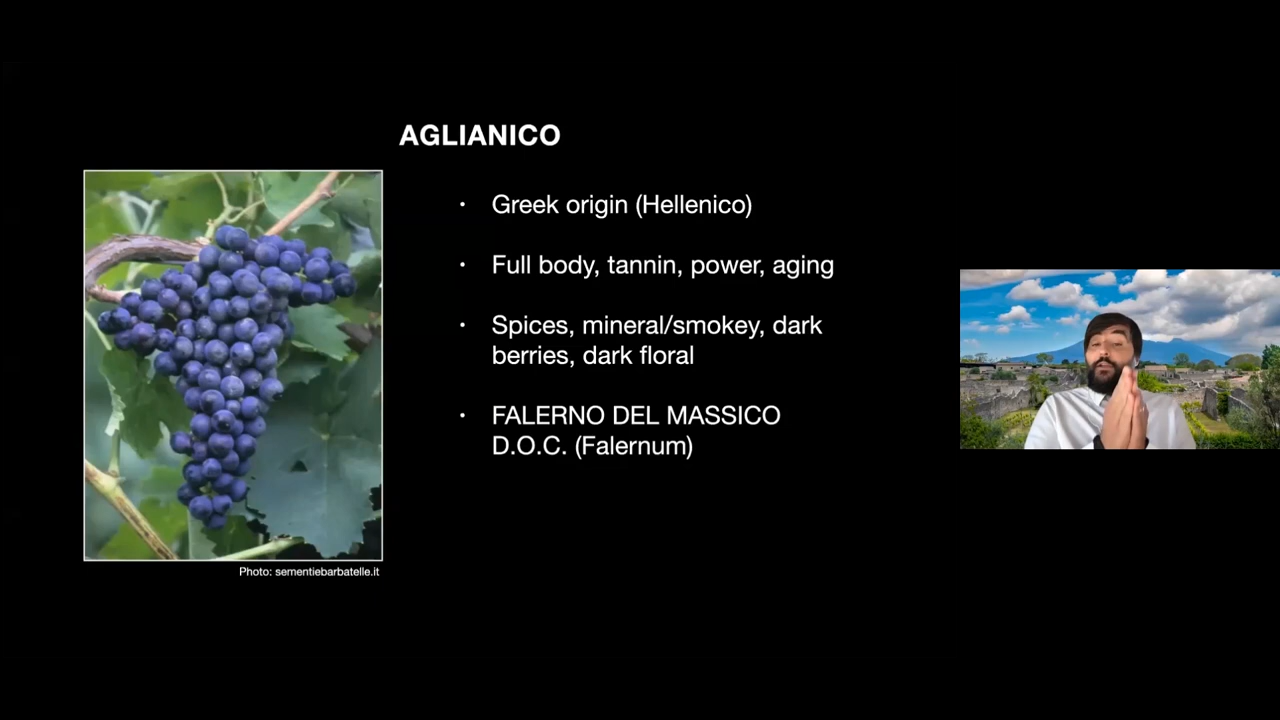 AGLIANICO
• Greek origin (Hellenico)
• Full body, tannin, power, aging
• Spices, mineral/smokey, dark
berries, dark floral
• FALERNO DEL MASSICO
D.O.C. (Falernum)
Photo: sementiebarbatelle.it